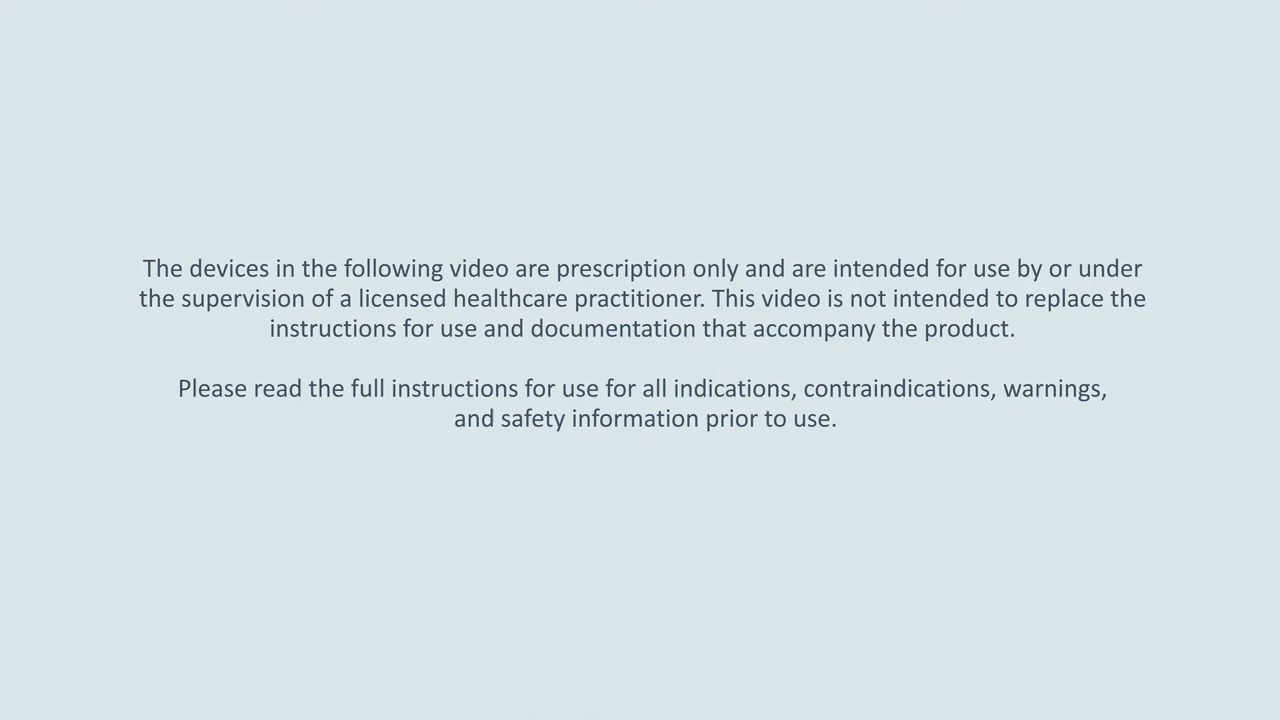 The devices in the following video are prescription only and are intended for use by or under
the supervision of a licensed healthcare practitioner. This video is not intended to replace the
instructions for use and documentation that accompany the product.
Please read the full instructions for use for all indications, contraindications, warnings,
and safety information prior to use.